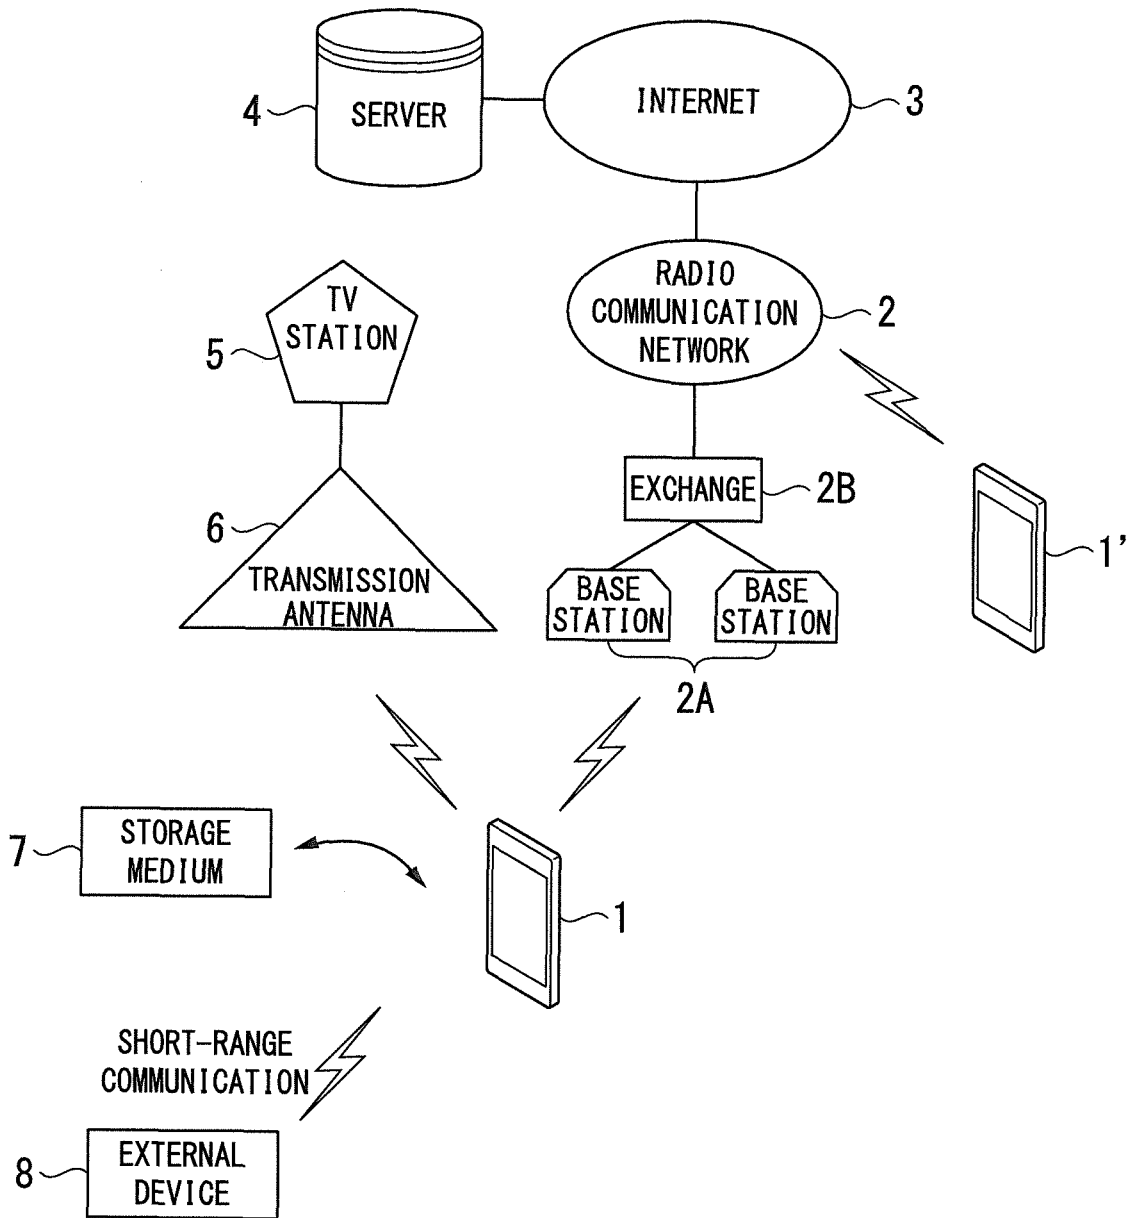 4
SERVER
INTERNET
3
RADIO
COMMUNICATION
NETWORK
2
TV
STATION
5
EXCHANGE
2B
6
TRANSMISSION
ANTENNA
BASE
STATION
BASE
STATION
2A
1'
7
STORAGE
MEDIUM
1
SHORT-RANGE
COMMUNICATION
8
EXTERNAL
DEVICE